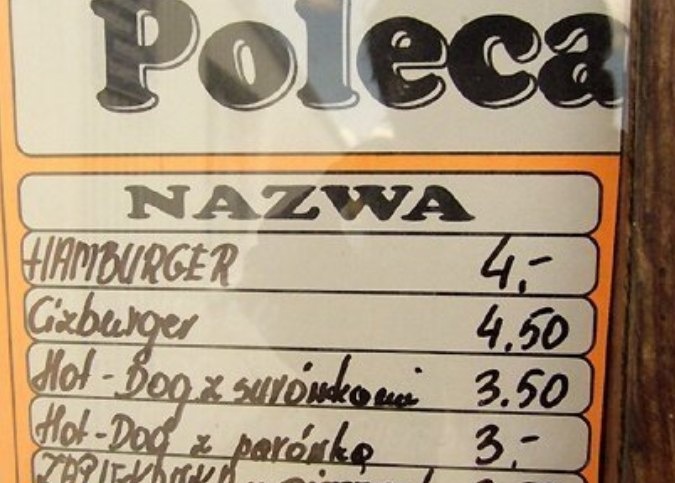 Poleca
NAZWA
HAMBURGER 4,-
Cizburger 4.50
Hot-Dog z surówkami 3.50
Hot-Dog z parówką 3,-